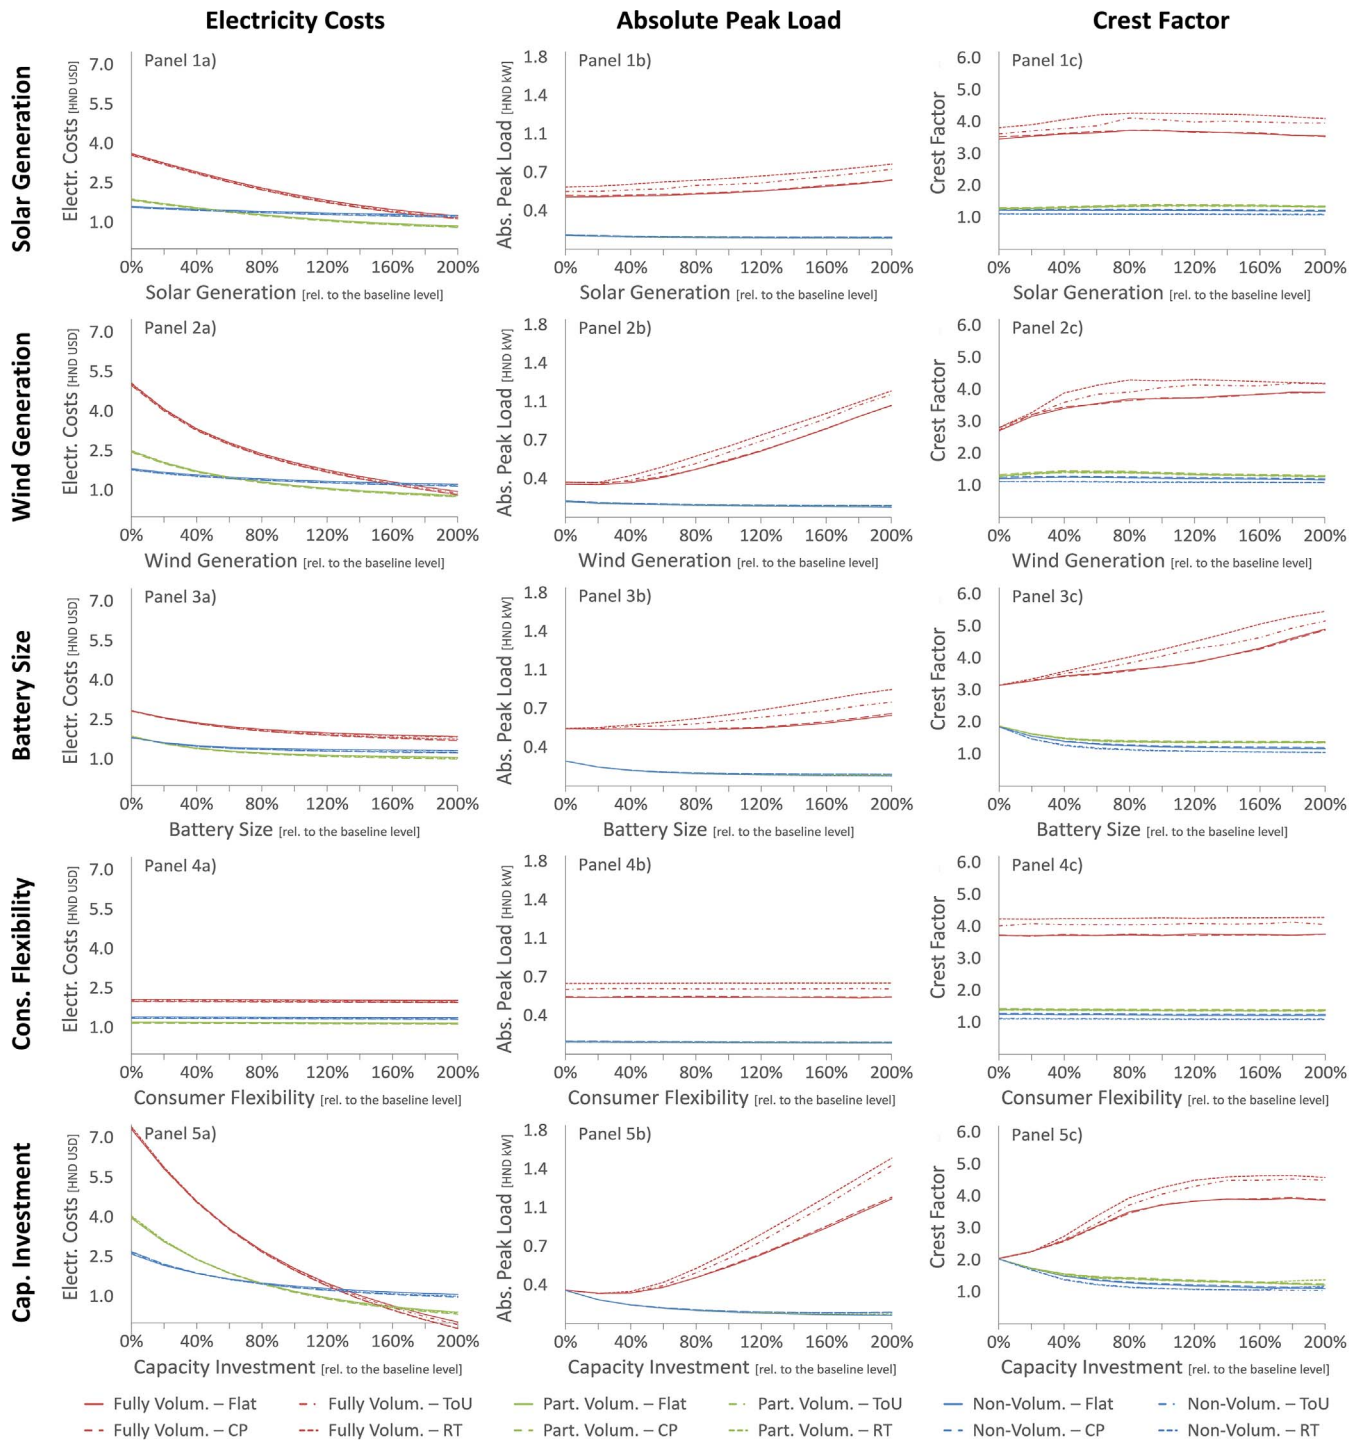 Electricity Costs
Absolute Peak Load
Crest Factor
Solar Generation
Electr. Costs [HND USD]
7.0
5.5
4.0
2.5
1.0
Panel 1a)
0% 40% 80% 120% 160% 200%
Solar Generation [rel. to the baseline level]
Abs. Peak Load [HND kW]
1.8
1.4
1.1
0.7
0.4
Panel 1b)
0% 40% 80% 120% 160% 200%
Solar Generation [rel. to the baseline level]
Crest Factor
6.0
5.0
4.0
3.0
2.0
1.0
Panel 1c)
0% 40% 80% 120% 160% 200%
Solar Generation [rel. to the baseline level]
Wind Generation
Electr. Costs [HND USD]
7.0
5.5
4.0
2.5
1.0
Panel 2a)
0% 40% 80% 120% 160% 200%
Wind Generation [rel. to the baseline level]
Abs. Peak Load [HND kW]
1.8
1.4
1.1
0.7
0.4
Panel 2b)
0% 40% 80% 120% 160% 200%
Wind Generation [rel. to the baseline level]
Crest Factor
6.0
5.0
4.0
3.0
2.0
1.0
Panel 2c)
0% 40% 80% 120% 160% 200%
Wind Generation [rel. to the baseline level]
Battery Size
Electr. Costs [HND USD]
7.0
5.5
4.0
2.5
1.0
Panel 3a)
0% 40% 80% 120% 160% 200%
Battery Size [rel. to the baseline level]
Abs. Peak Load [HND kW]
1.8
1.4
1.1
0.7
0.4
Panel 3b)
0% 40% 80% 120% 160% 200%
Battery Size [rel. to the baseline level]
Crest Factor
6.0
5.0
4.0
3.0
2.0
1.0
Panel 3c)
0% 40% 80% 120% 160% 200%
Battery Size [rel. to the baseline level]
Cons. Flexibility
Electr. Costs [HND USD]
7.0
5.5
4.0
2.5
1.0
Panel 4a)
0% 40% 80% 120% 160% 200%
Consumer Flexibility [rel. to the baseline level]
Abs. Peak Load [HND kW]
1.8
1.4
1.1
0.7
0.4
Panel 4b)
0% 40% 80% 120% 160% 200%
Consumer Flexibility [rel. to the baseline level]
Crest Factor
6.0
5.0
4.0
3.0
2.0
1.0
Panel 4c)
0% 40% 80% 120% 160% 200%
Consumer Flexibility [rel. to the baseline level]
Cap. Investment
Electr. Costs [HND USD]
7.0
5.5
4.0
2.5
1.0
Panel 5a)
0% 40% 80% 120% 160% 200%
Capacity Investment [rel. to the baseline level]
Abs. Peak Load [HND kW]
1.8
1.4
1.1
0.7
0.4
Panel 5b)
0% 40% 80% 120% 160% 200%
Capacity Investment [rel. to the baseline level]
Crest Factor
6.0
5.0
4.0
3.0
2.0
1.0
Panel 5c)
0% 40% 80% 120% 160% 200%
Capacity Investment [rel. to the baseline level]
Fully Volum. – Flat
Fully Volum. – ToU
Part. Volum. – Flat
Part. Volum. – ToU
Non-Volum. – Flat
Non-Volum. – ToU
Fully Volum. – CP
Fully Volum. – RT
Part. Volum. – CP
Part. Volum. – RT
Non-Volum. – CP
Non-Volum. – RT